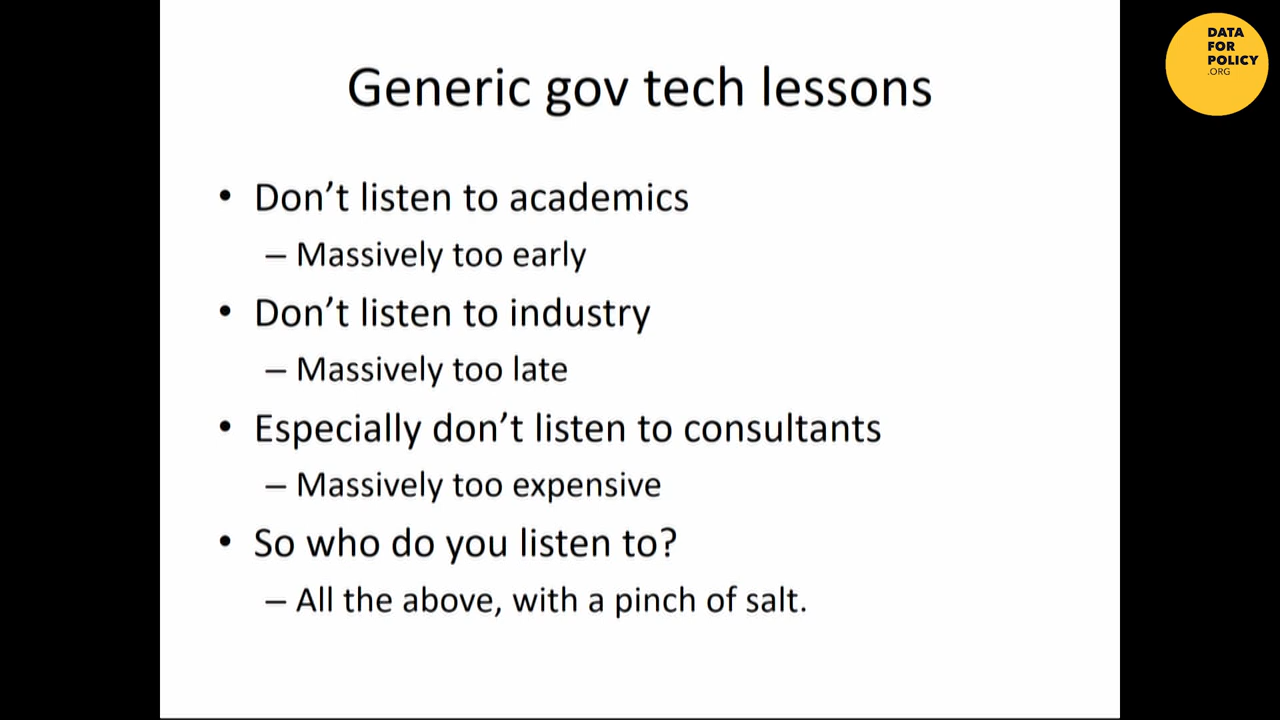 Generic gov tech lessons
• Don’t listen to academics
– Massively too early
• Don’t listen to industry
– Massively too late
• Especially don’t listen to consultants
– Massively too expensive
• So who do you listen to?
– All the above, with a pinch of salt.
DATA
FOR
POLICY
.ORG